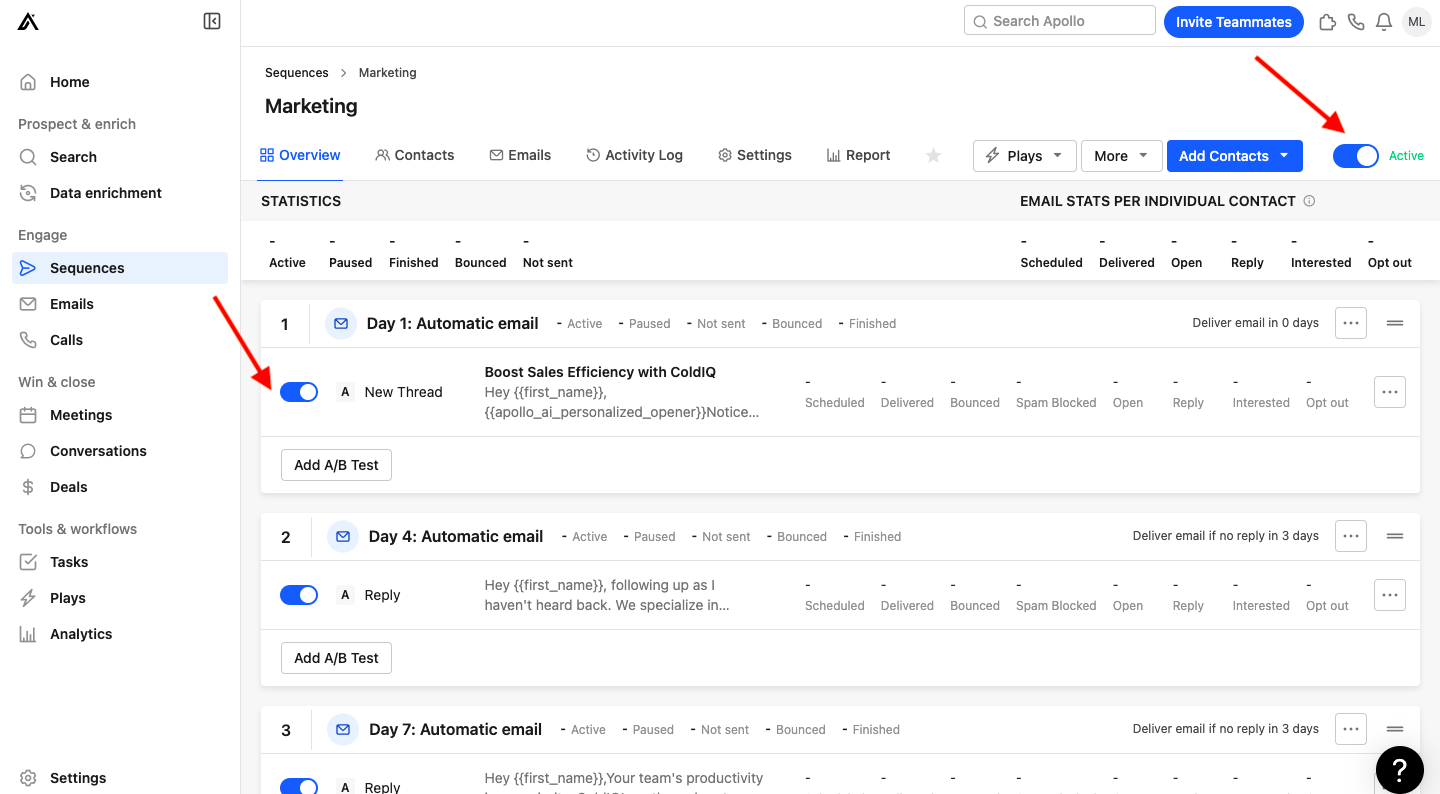 Search Apollo
Invite Teammates
ML
Home
Prospect & enrich
Search
Data enrichment
Engage
Sequences
Emails
Calls
Win & close
Meetings
Conversations
Deals
Tools & workflows
Tasks
Plays
Analytics
Settings
Sequences > Marketing
Marketing
Overview Contacts Emails Activity Log Settings Report Plays More Add Contacts Active
STATISTICS
EMAIL STATS PER INDIVIDUAL CONTACT
- - - - -
Active Paused Finished Bounced Not sent
- - - - - -
Scheduled Delivered Open Reply Interested Opt out
1 Day 1: Automatic email - Active - Paused - Not sent - Bounced - Finished Deliver email in 0 days ...
A New Thread
Boost Sales Efficiency with ColdIQ
Hey {{first_name}},
{{apollo_ai_personalized_opener}}Notice...
- - - - - - - -
Scheduled Delivered Bounced Spam Blocked Open Reply Interested Opt out
...
Add A/B Test
2 Day 4: Automatic email - Active - Paused - Not sent - Bounced - Finished Deliver email if no reply in 3 days ...
A Reply
Hey {{first_name}}, following up as I
haven't heard back. We specialize in...
- - - - - - - -
Scheduled Delivered Bounced Spam Blocked Open Reply Interested Opt out
...
Add A/B Test
3 Day 7: Automatic email - Active - Paused - Not sent - Bounced - Finished Deliver email if no reply in 3 days ...
A Reply
Hey {{first_name}},Your team's productivity
- - - - - - - -
?